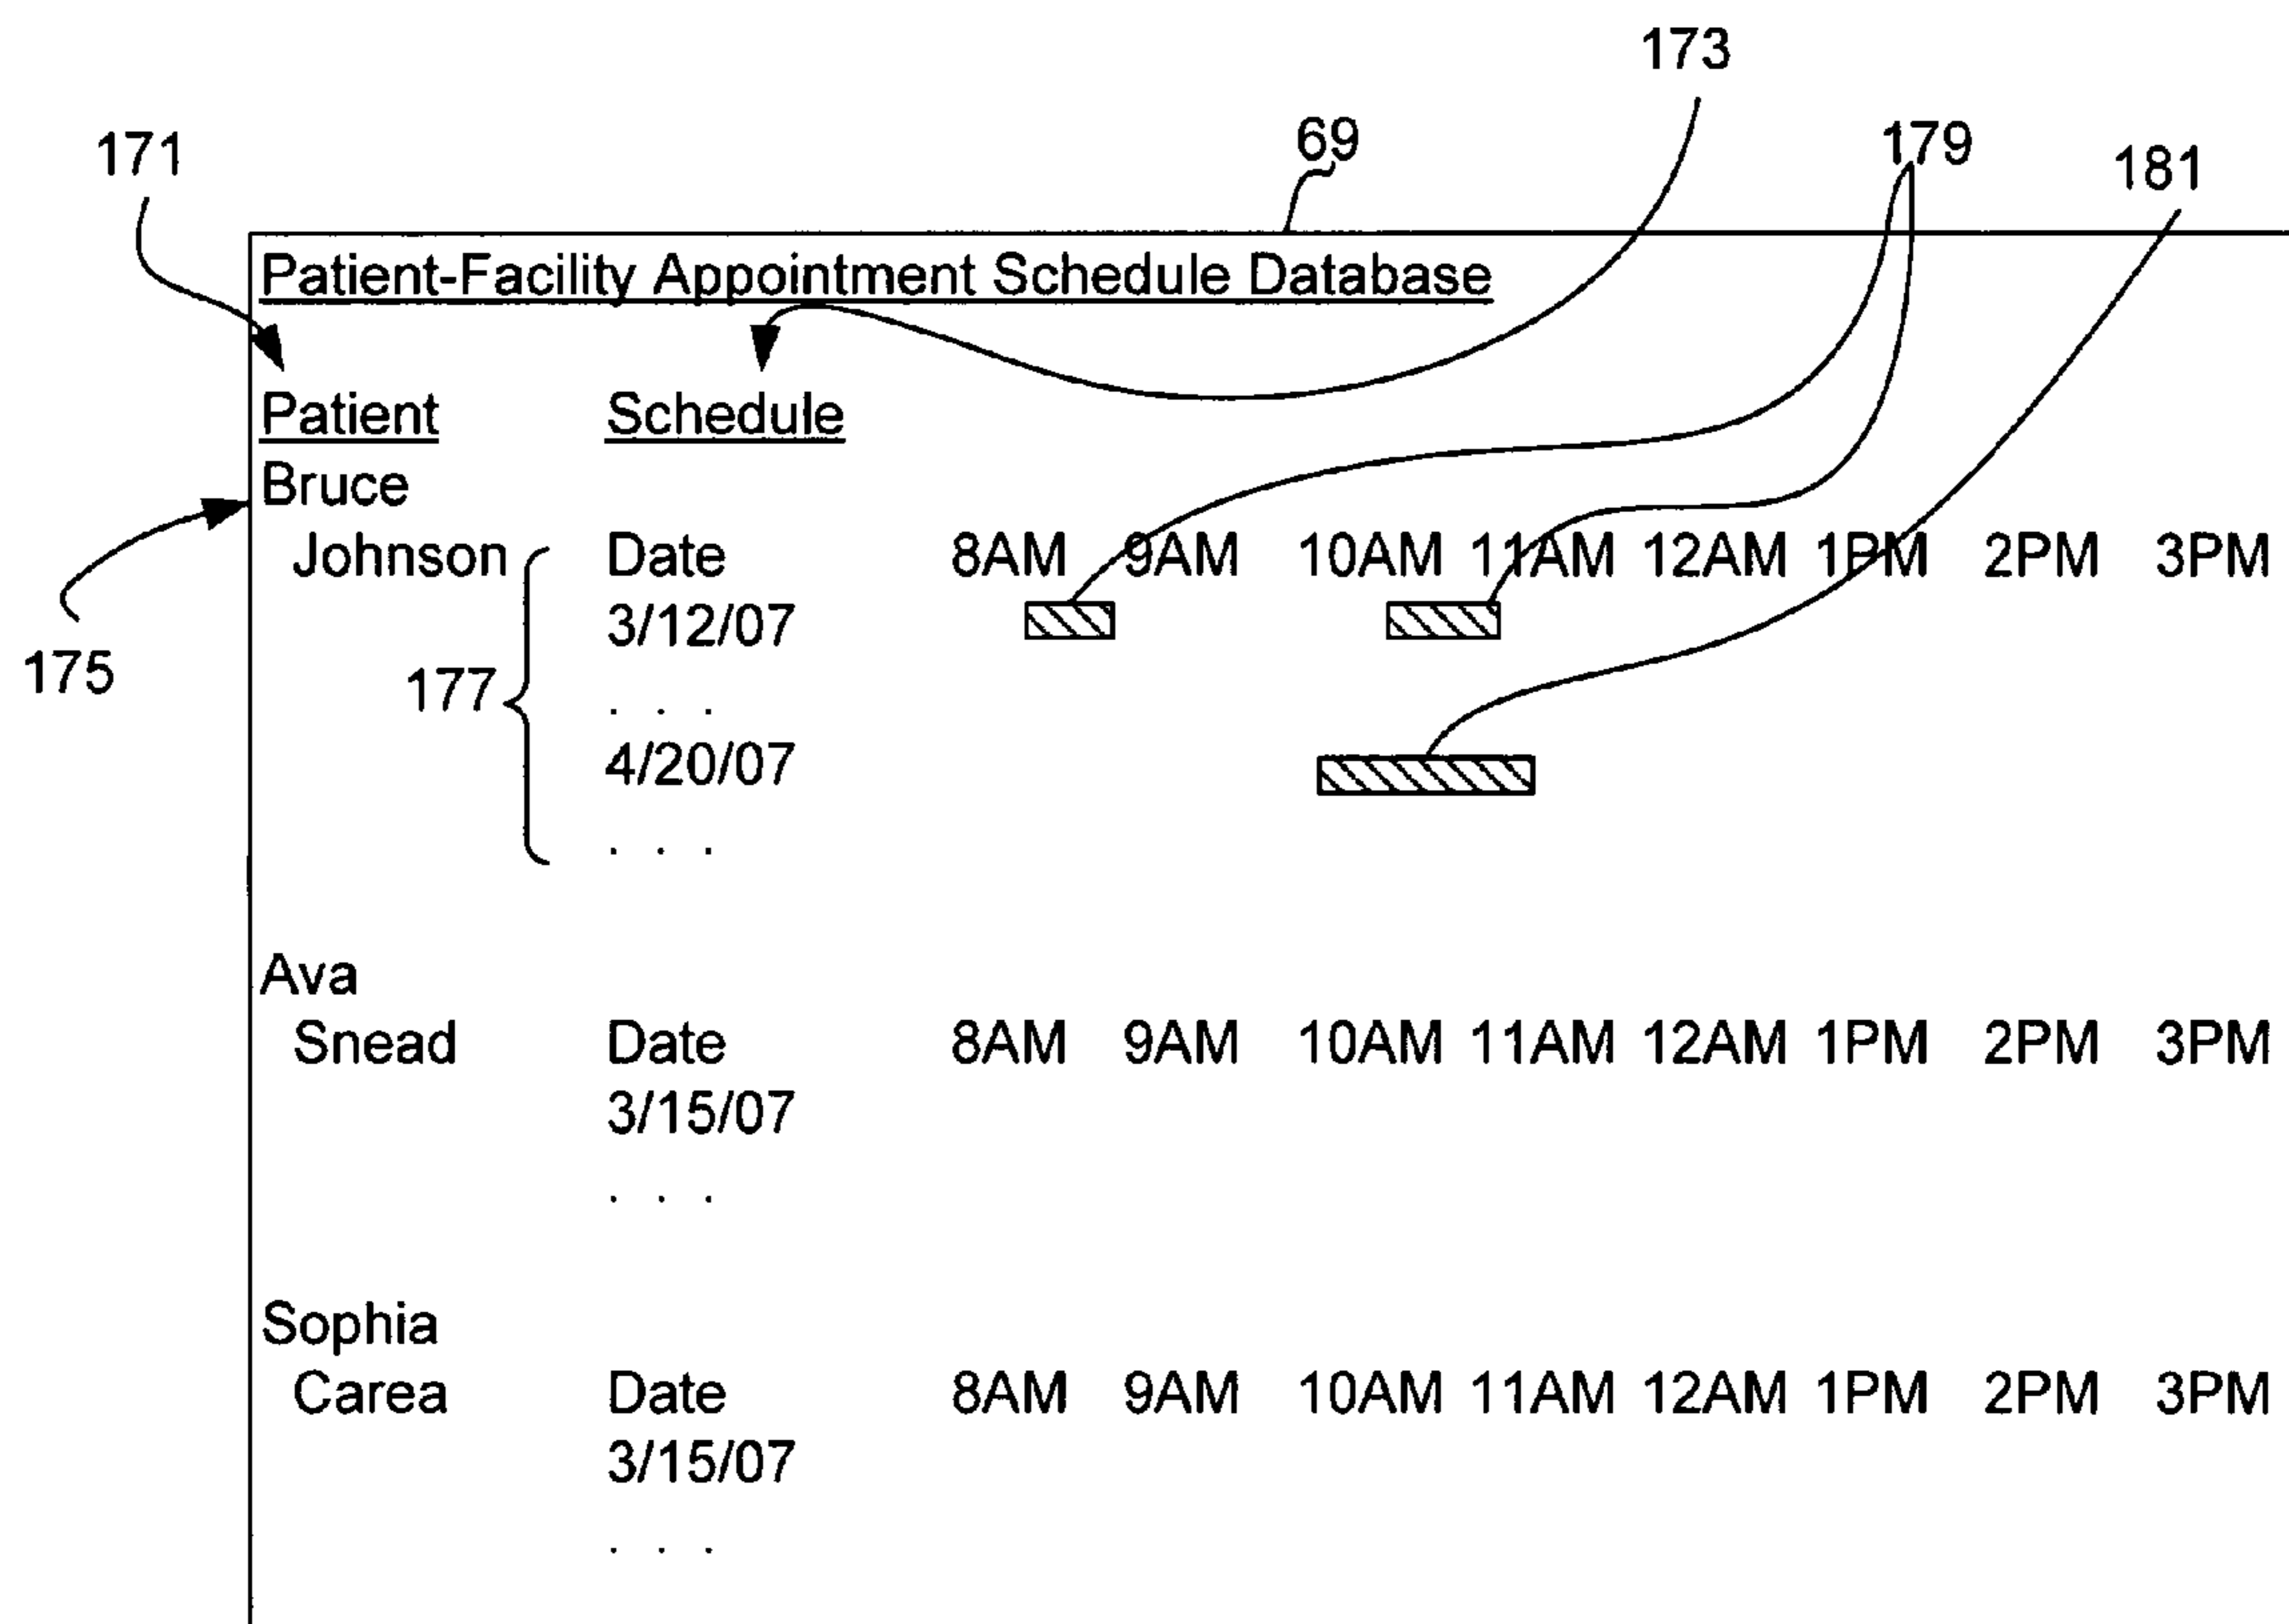 173
171
69
179
181
Patient-Facility Appointment Schedule Database
Patient Schedule
Bruce
Johnson Date 8AM 9AM 10AM 11AM 12AM 1PM 2PM 3PM
3/12/07
175
177
. . .
4/20/07
. . .
Ava
Snead Date 8AM 9AM 10AM 11AM 12AM 1PM 2PM 3PM
3/15/07
. . .
Sophia
Carea Date 8AM 9AM 10AM 11AM 12AM 1PM 2PM 3PM
3/15/07
. . .